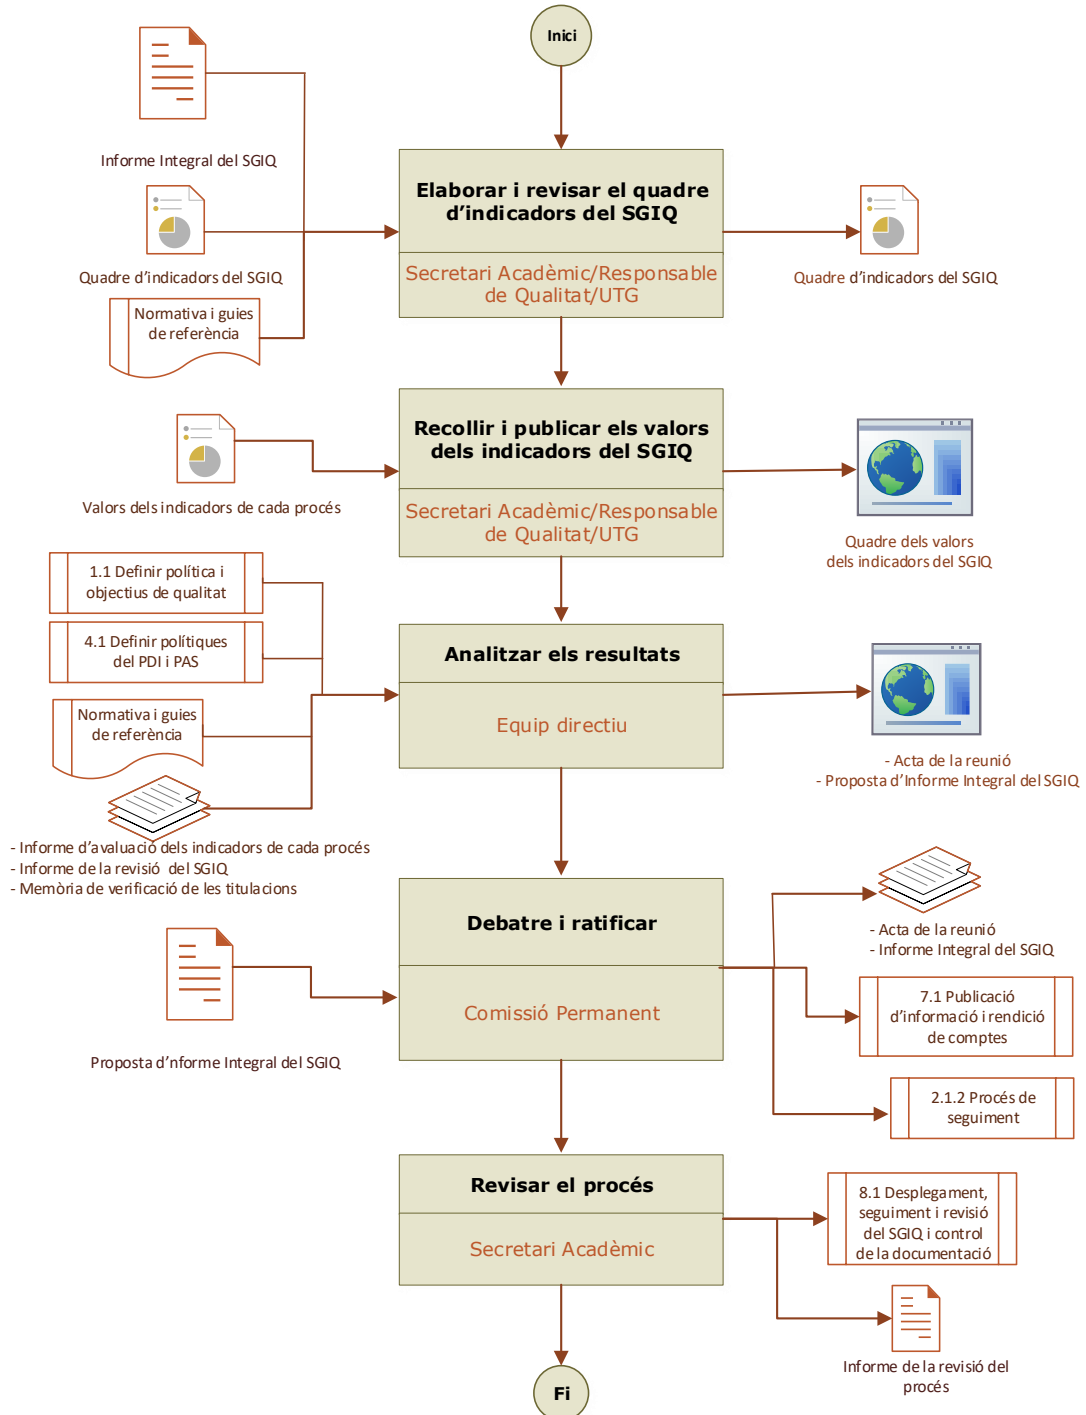 Inici
Informe Integral del SGIQ
Quadre d'indicadors del SGIQ
Normativa i guies
de referència
Elaborar i revisar el quadre
d'indicadors del SGIQ
Secretari Acadèmic/Responsable
de Qualitat/UTG
Quadre d'indicadors del SGIQ
Valors dels indicadors de cada procés
Recollir i publicar els valors
dels indicadors del SGIQ
Secretari Acadèmic/Responsable
de Qualitat/UTG
Quadre dels valors
dels indicadors del SGIQ
1.1 Definir política i
objectius de qualitat
4.1 Definir polítiques
del PDI i PAS
Normativa i guies
de referència
- Informe d'avaluació dels indicadors de cada procés
- Informe de la revisió  del SGIQ
- Memòria de verificació de les titulacions
Analitzar els resultats
Equip directiu
- Acta de la reunió
- Proposta d'Informe Integral del SGIQ
Proposta d'nforme Integral del SGIQ
Debatre i ratificar
Comissió Permanent
- Acta de la reunió
- Informe Integral del SGIQ
7.1 Publicació
d'informació i rendició
de comptes
2.1.2 Procés de
seguiment
Revisar el procés
Secretari Acadèmic
8.1 Desplegament,
seguiment i revisió
del SGIQ i control
de la documentació
Informe de la revisió del
procés
Fi